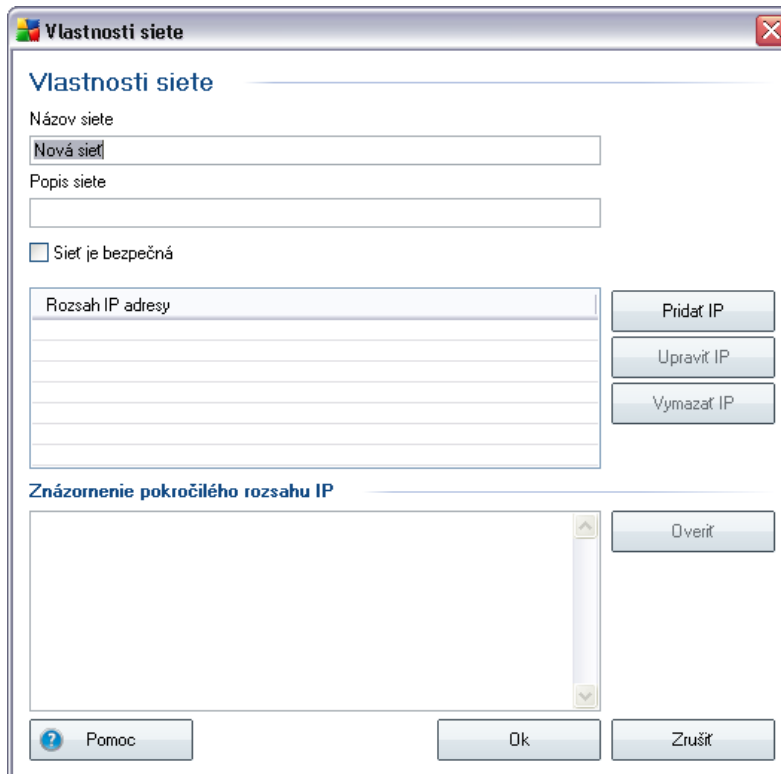 Vlastnosti siete
Vlastnosti siete
Názov siete
Nová sieť
Popis siete
Sieť je bezpečná
Rozsah IP adresy
Pridať IP
Upraviť IP
Vymazať IP
Znázornenie pokročilého rozsahu IP
Overiť
Pomoc
Ok
Zrušiť